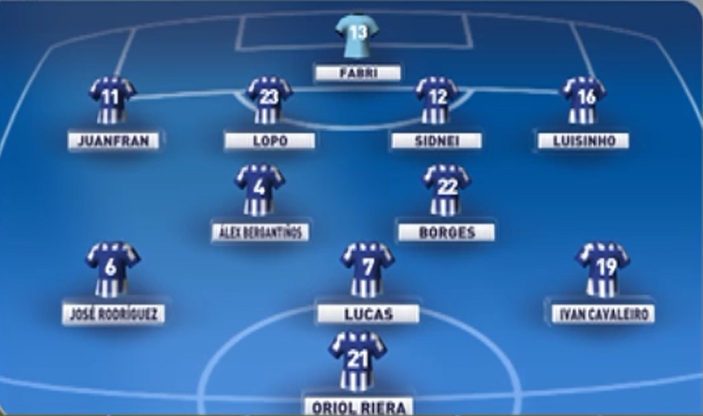 13
FABRI
11
23
12
16
JUANFRAN
LOPO
SIDNEI
LUISINHO
4
22
ÁLEX BERGANTIÑOS
BORGES
6
7
19
JOSÉ RODRÍGUEZ
LUCAS
IVAN CAVALEIRO
21
ORIOL RIERA